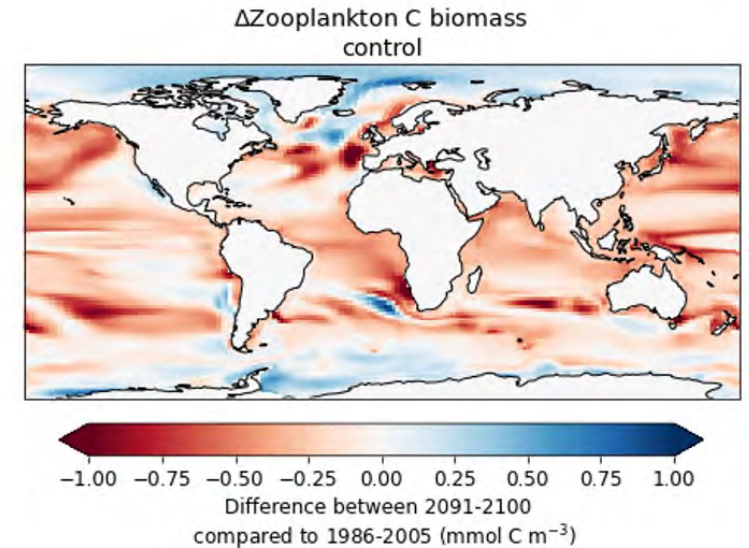 ΔZooplankton C biomass
control
−1.00 −0.75 −0.50 −0.25 0.00 0.25 0.50 0.75 1.00
Difference between 2091-2100
compared to 1986-2005 (mmol C m⁻³)